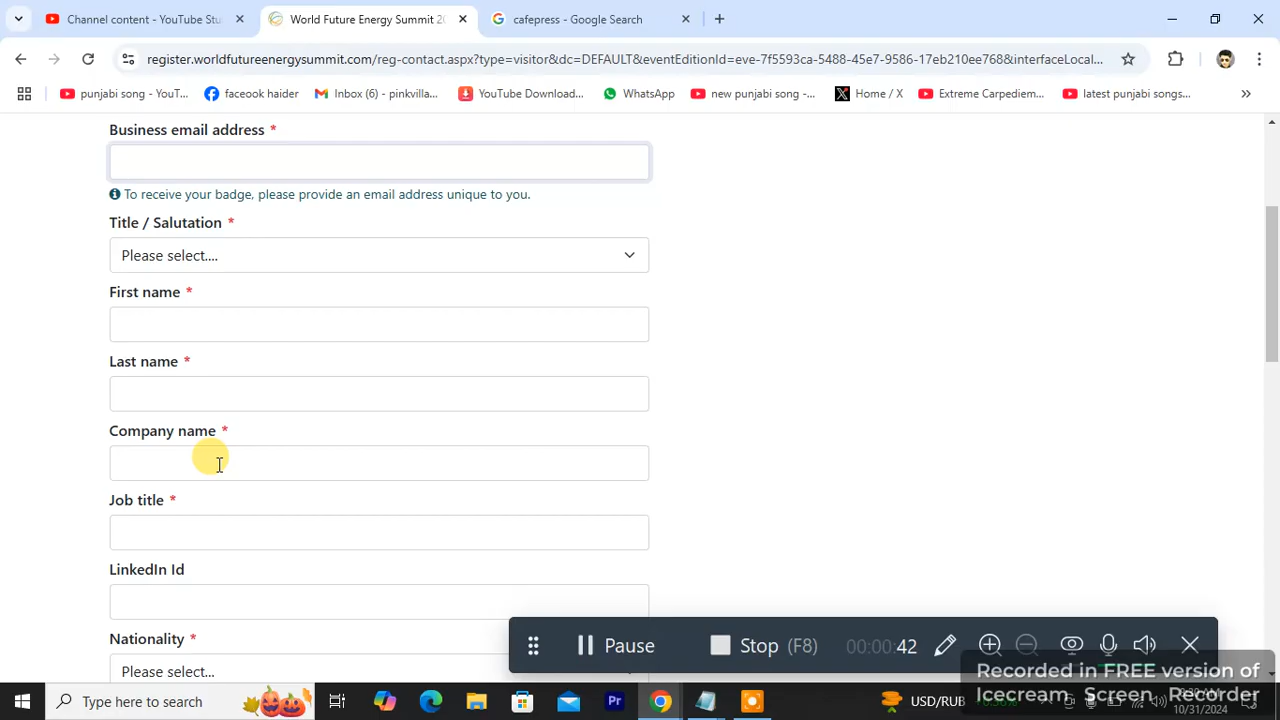 Channel content - YouTube Stu
World Future Energy Summit 20
cafepress - Google Search
register.worldfutureenergysummit.com/reg-contact.aspx?type=visitor&dc=DEFAULT&eventEditionId=eve-7f5593ca-5488-45e7-9586-17eb210ee768&interfaceLocal...
punjabi song - YouT...
faceook haider
Inbox (6) - pinkvilla...
YouTube Download...
WhatsApp
new punjabi song -...
Home / X
Extreme Carpediem...
latest punjabi songs...
Business email address *
To receive your badge, please provide an email address unique to you.
Title / Salutation *
Please select....
First name *
Last name *
Company name *
Job title *
LinkedIn Id
Nationality *
Please select...
Pause
Stop (F8)
00:00:42
Recorded in FREE version of
Icecream Screen Recorder
Type here to search
Pr
USD/RUB
10/31/2024